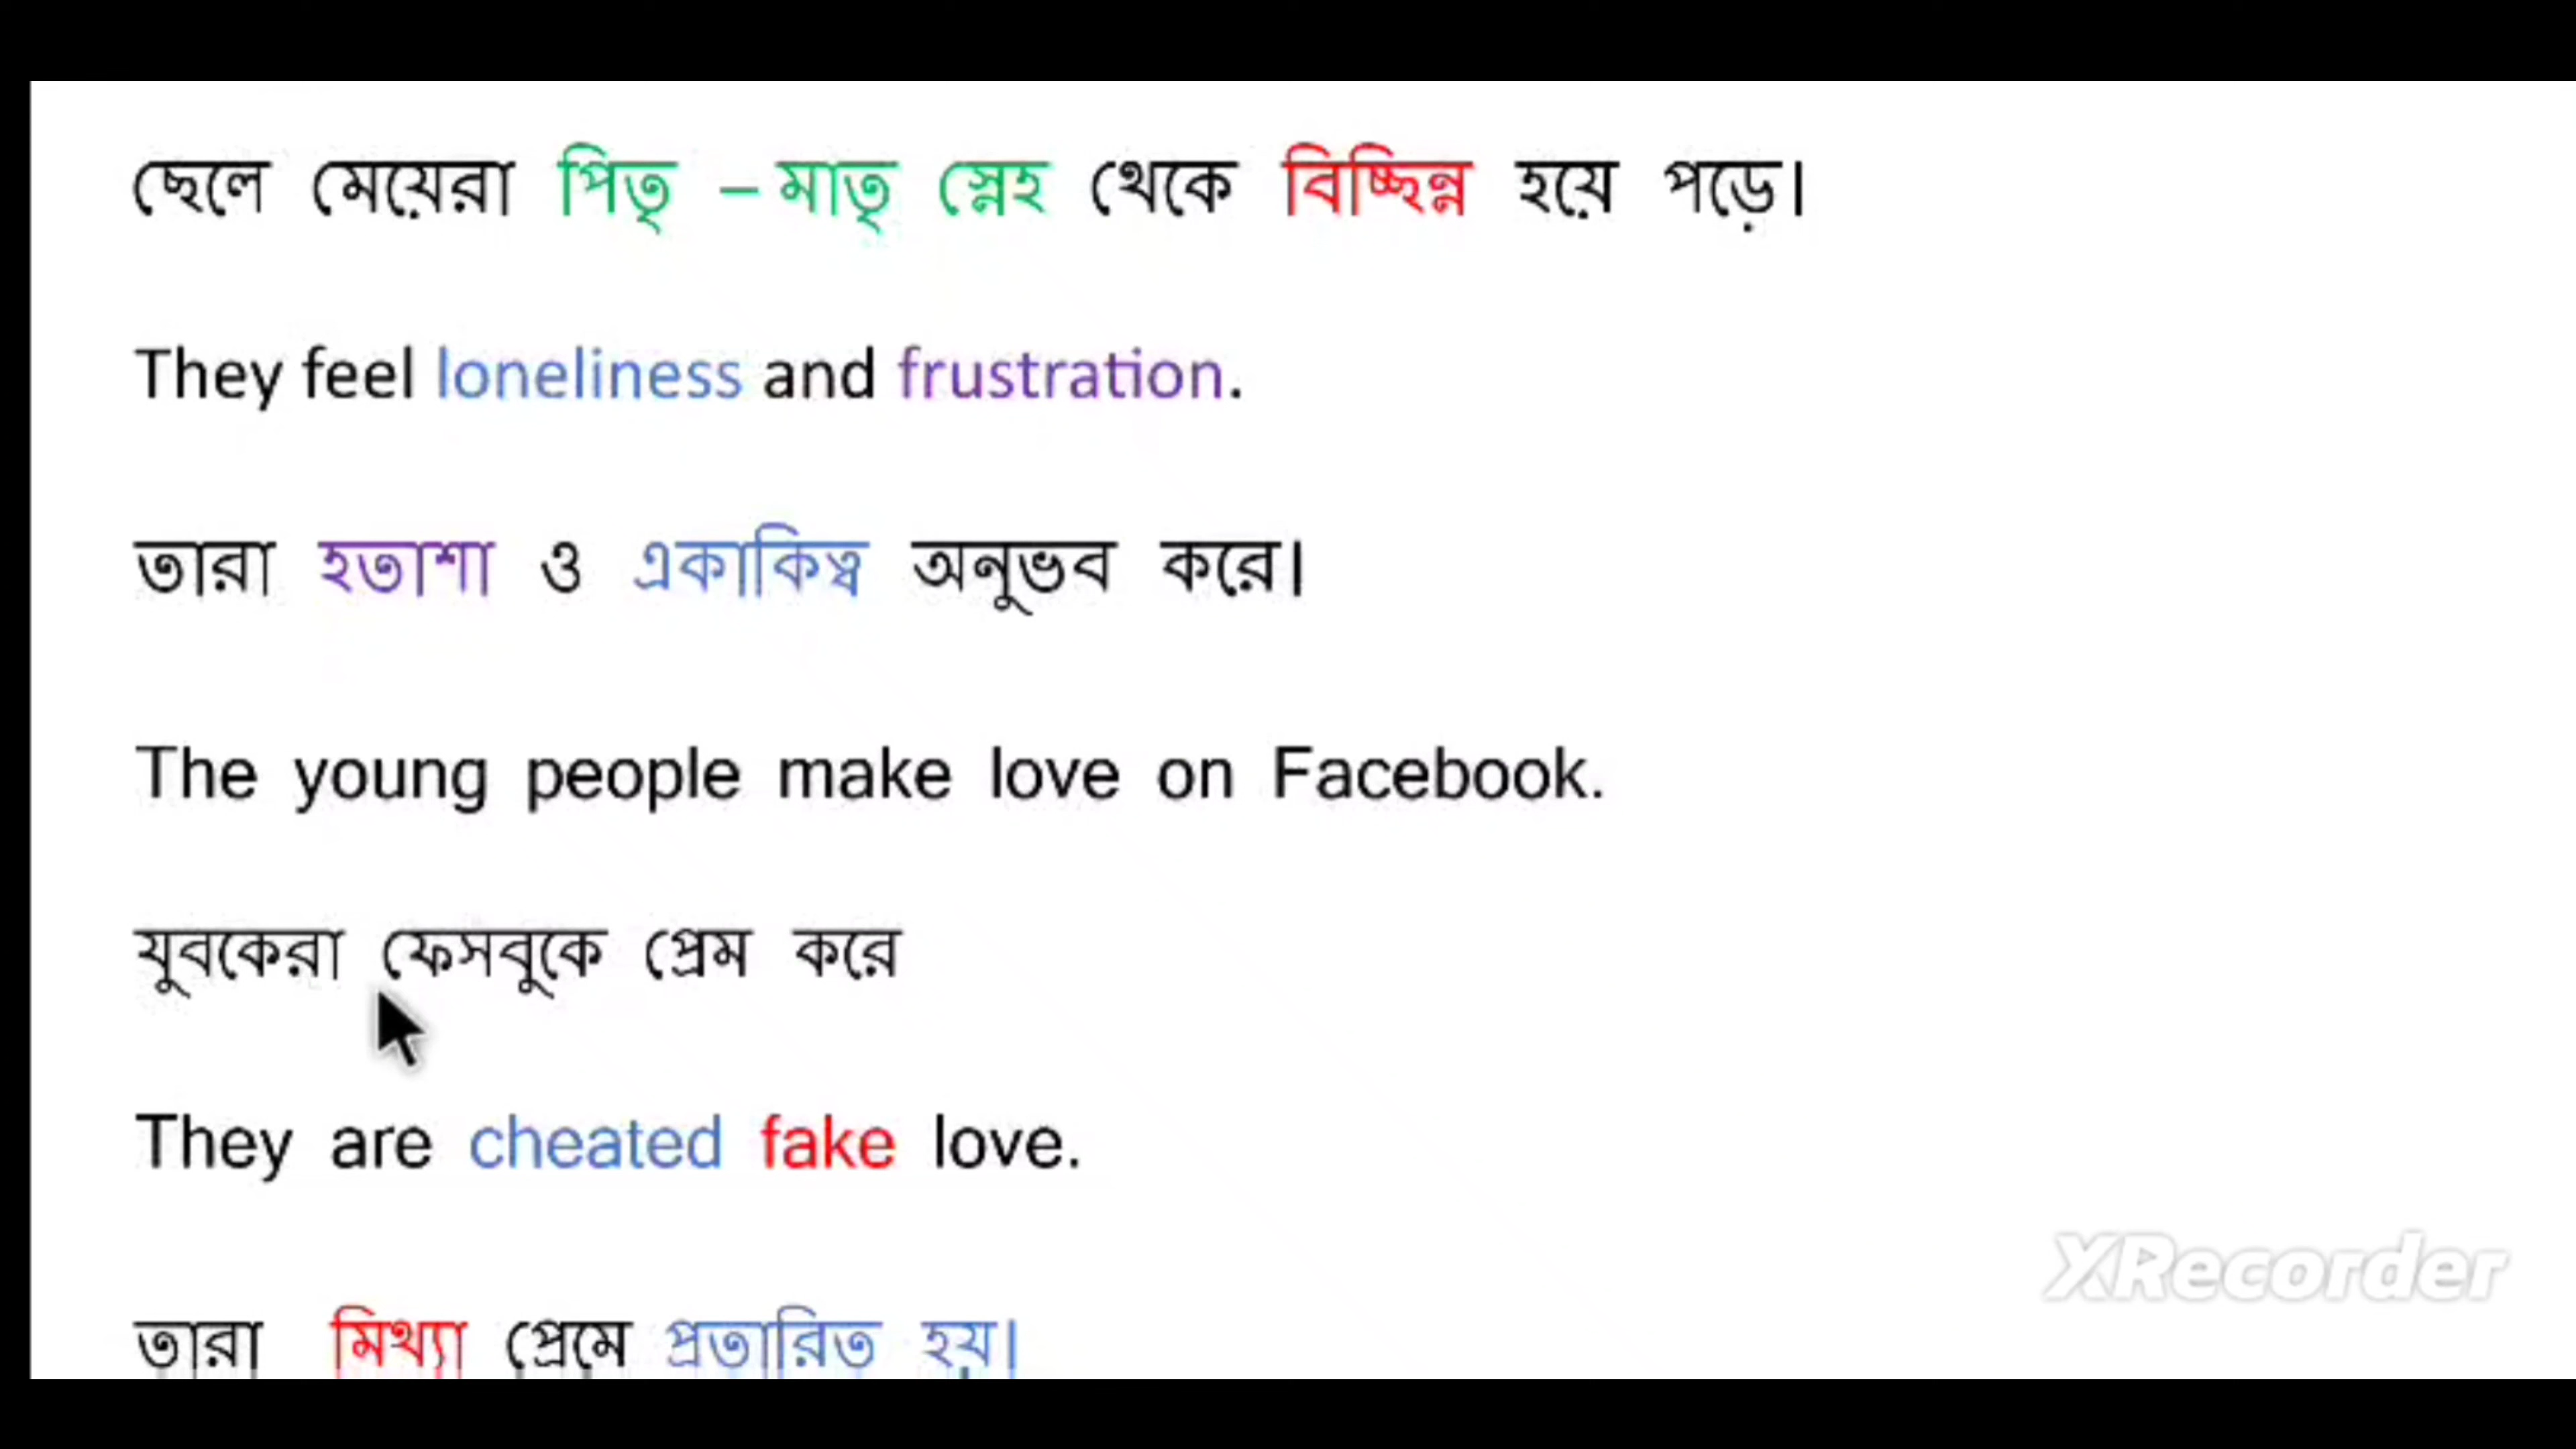 ছেলে মেয়েরা পিতৃ – মাতৃ স্নেহ থেকে বিচ্ছিন্ন হয়ে পড়ে।
They feel loneliness and frustration.
তারা হতাশা ও একাকিত্ব অনুভব করে।
The young people make love on Facebook.
যুবকেরা ফেসবুকে প্রেম করে
They are cheated fake love.
তারা মিথ্যা প্রেমে প্রতারিত হয়।
XRecorder